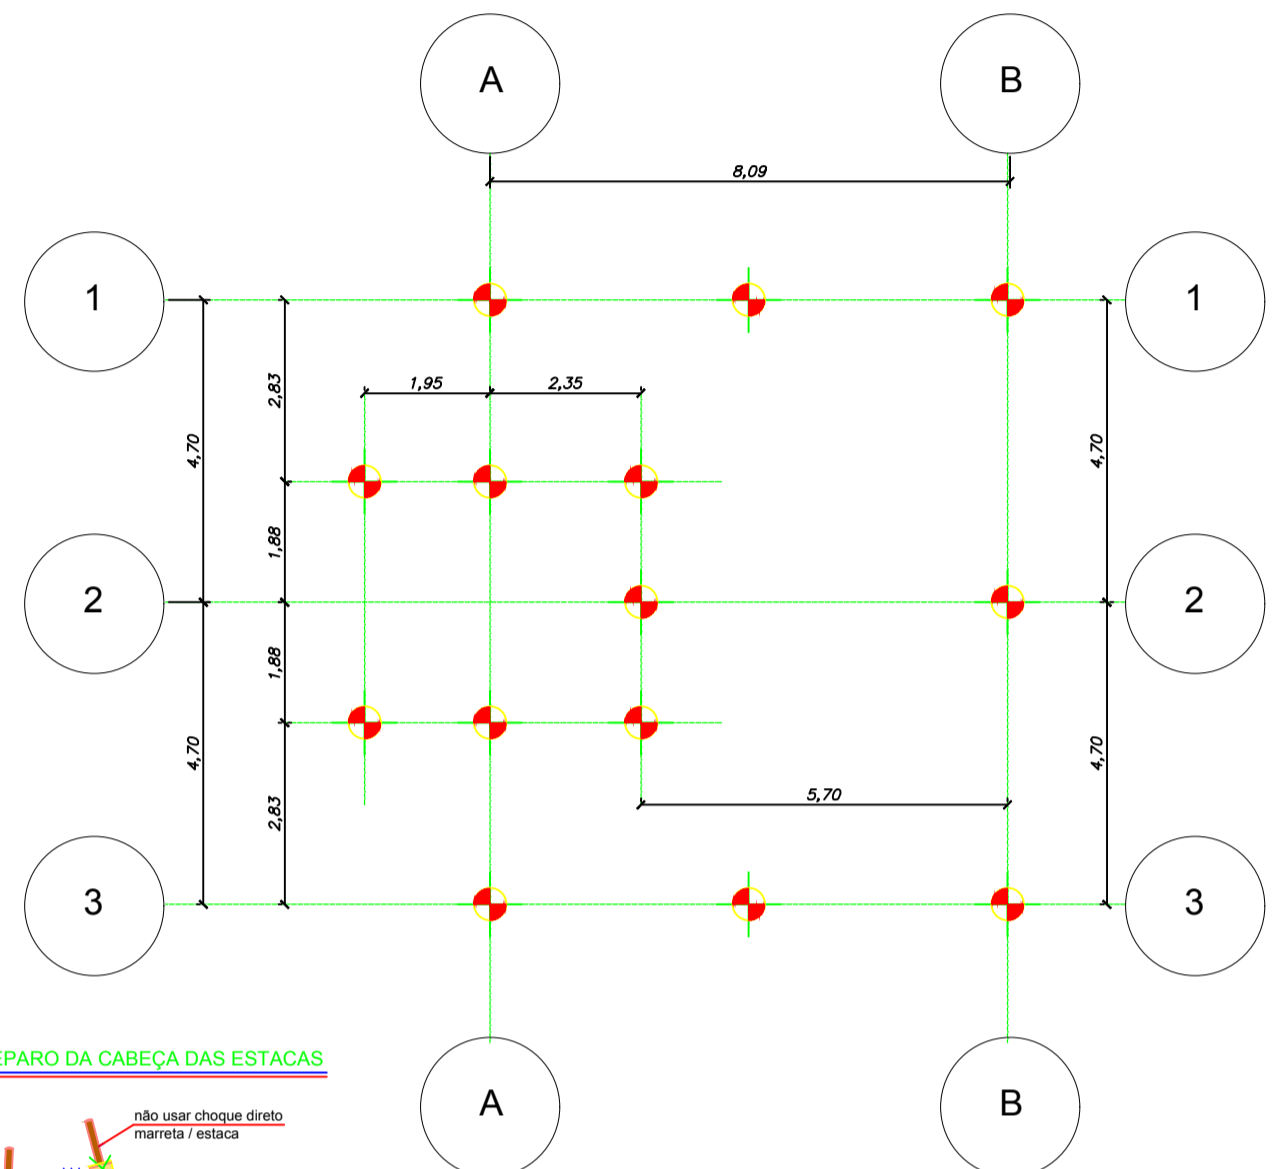 A
B
8,09
1
1
1,95
2,35
2,83
4,70
4,70
1,88
2
2
1,88
4,70
4,70
5,70
2,83
3
3
EPARO DA CABEÇA DAS ESTACAS
A
B
não usar choque direto
marreta / estaca